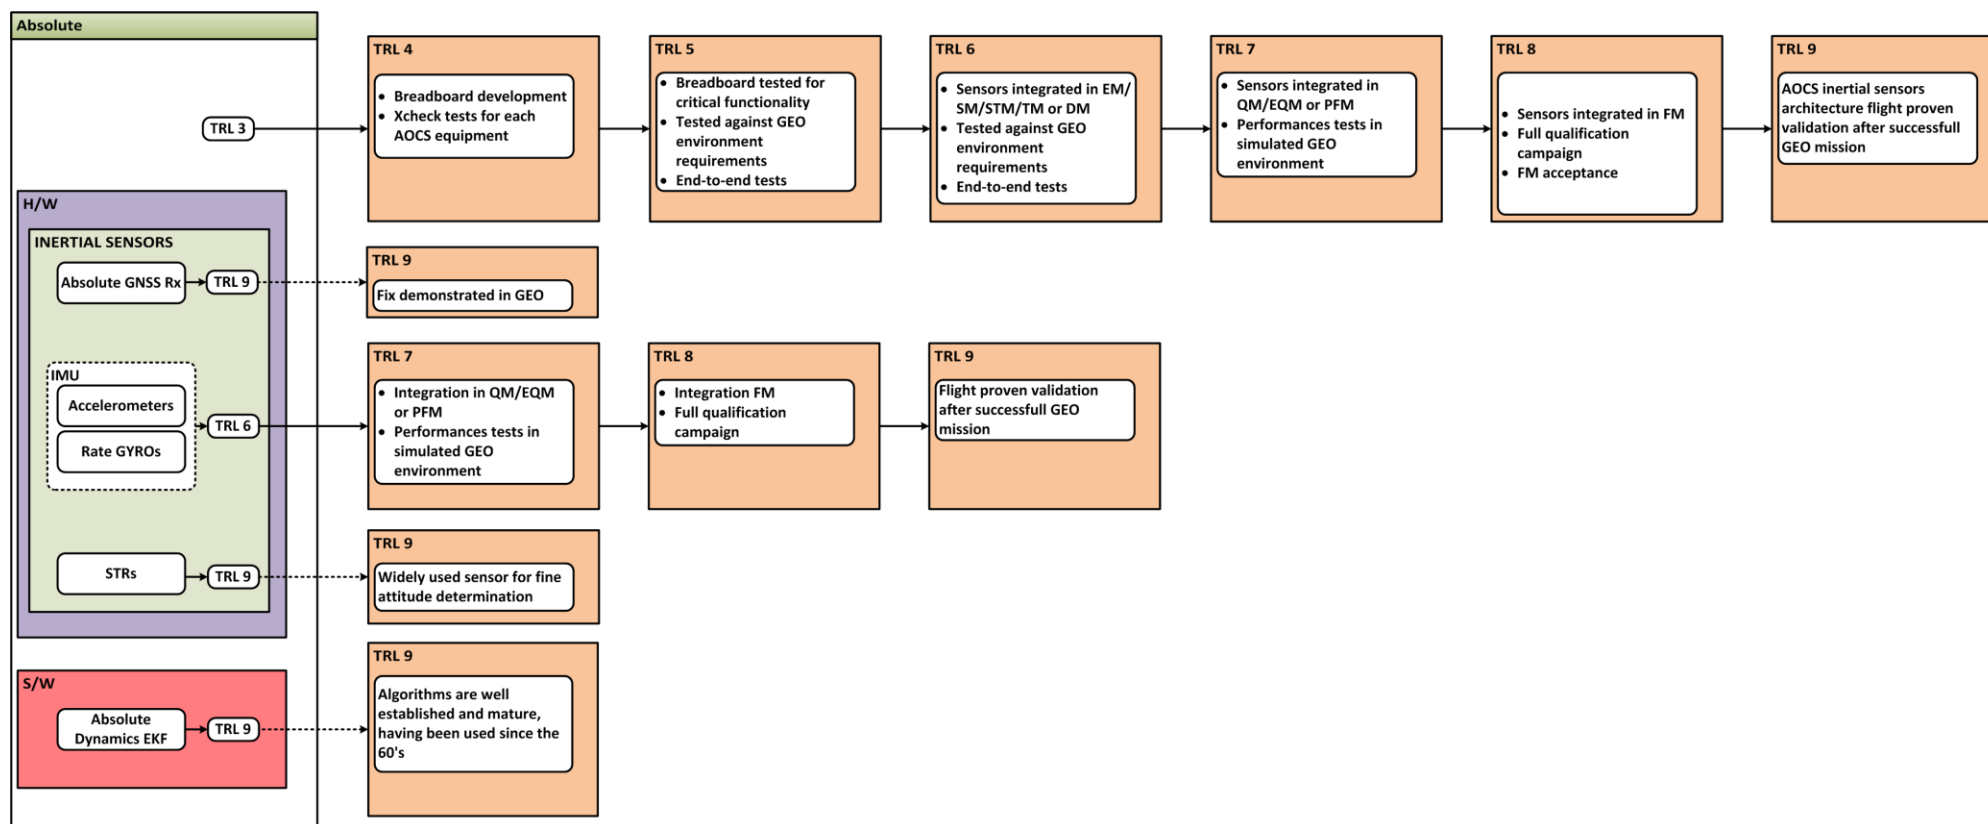 Absolute
TRL 3
TRL 4
• Breadboard development
• Xcheck tests for each
AOCS equipment
TRL 5
• Breadboard tested for
critical functionality
• Tested against GEO
environment
requirements
• End-to-end tests
TRL 6
• Sensors integrated in EM/
SM/STM/TM or DM
• Tested against GEO
environment
requirements
• End-to-end tests
TRL 7
• Sensors integrated in
QM/EQM or PFM
• Performances tests in
simulated GEO
environment
TRL 8
• Sensors integrated in FM
• Full qualification
campaign
• FM acceptance
TRL 9
AOCS inertial sensors
architecture flight proven
validation after successfull
GEO mission
H/W
INERTIAL SENSORS
Absolute GNSS Rx
TRL 9
TRL 9
Fix demonstrated in GEO
IMU
Accelerometers
Rate GYROs
TRL 6
TRL 7
• Integration in QM/EQM
or PFM
• Performances tests in
simulated GEO
environment
TRL 8
• Integration FM
• Full qualification
campaign
TRL 9
Flight proven validation
after successfull GEO
mission
STRs
TRL 9
TRL 9
Widely used sensor for fine
attitude determination
S/W
Absolute
Dynamics EKF
TRL 9
TRL 9
Algorithms are well
established and mature,
having been used since the
60's